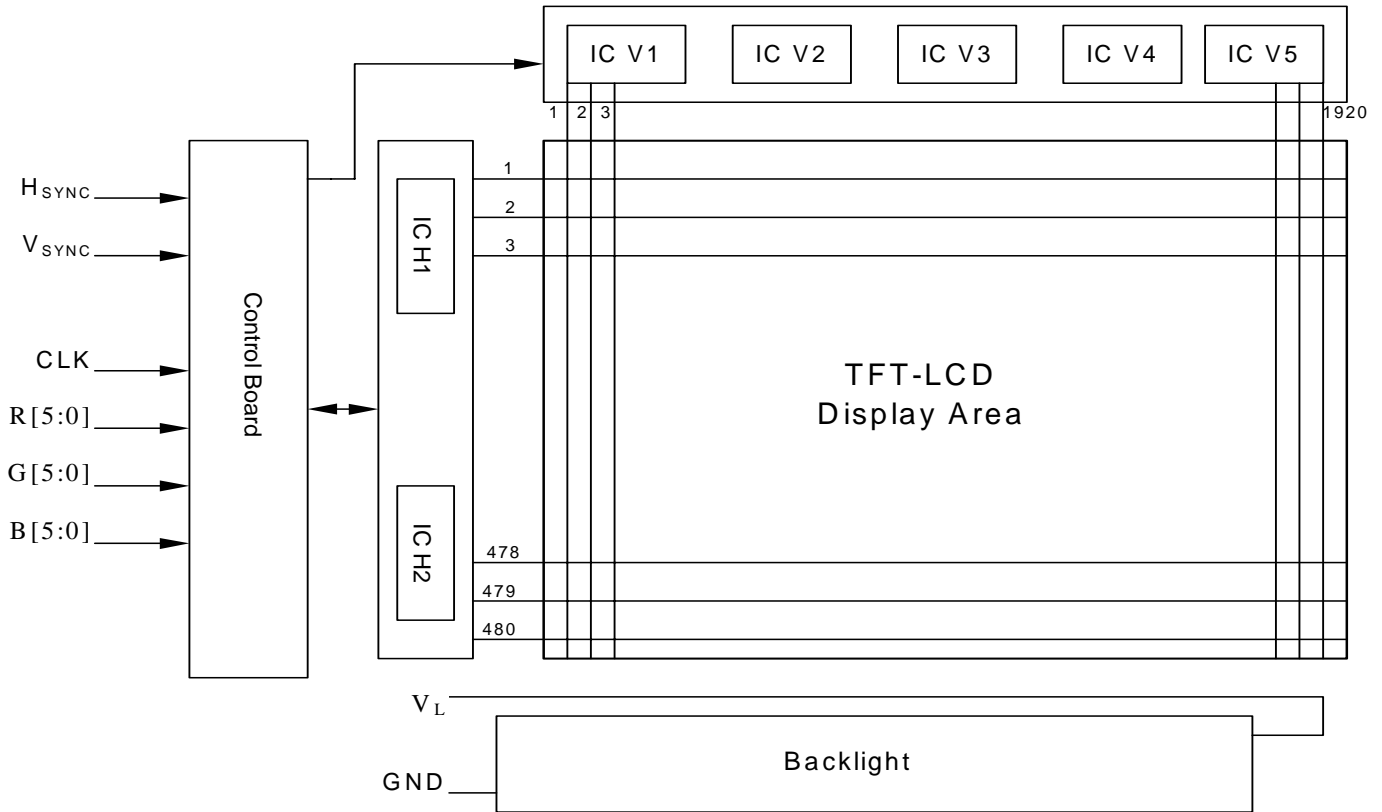 IC V1
IC V2
IC V3
IC V4
IC V5
1
2
3
1920
HSYNC
VSYNC
CLK
R[5:0]
G[5:0]
B[5:0]
Control Board
IC H1
IC H2
1
2
3
478
479
480
TFT-LCD
Display Area
VL
GND
Backlight